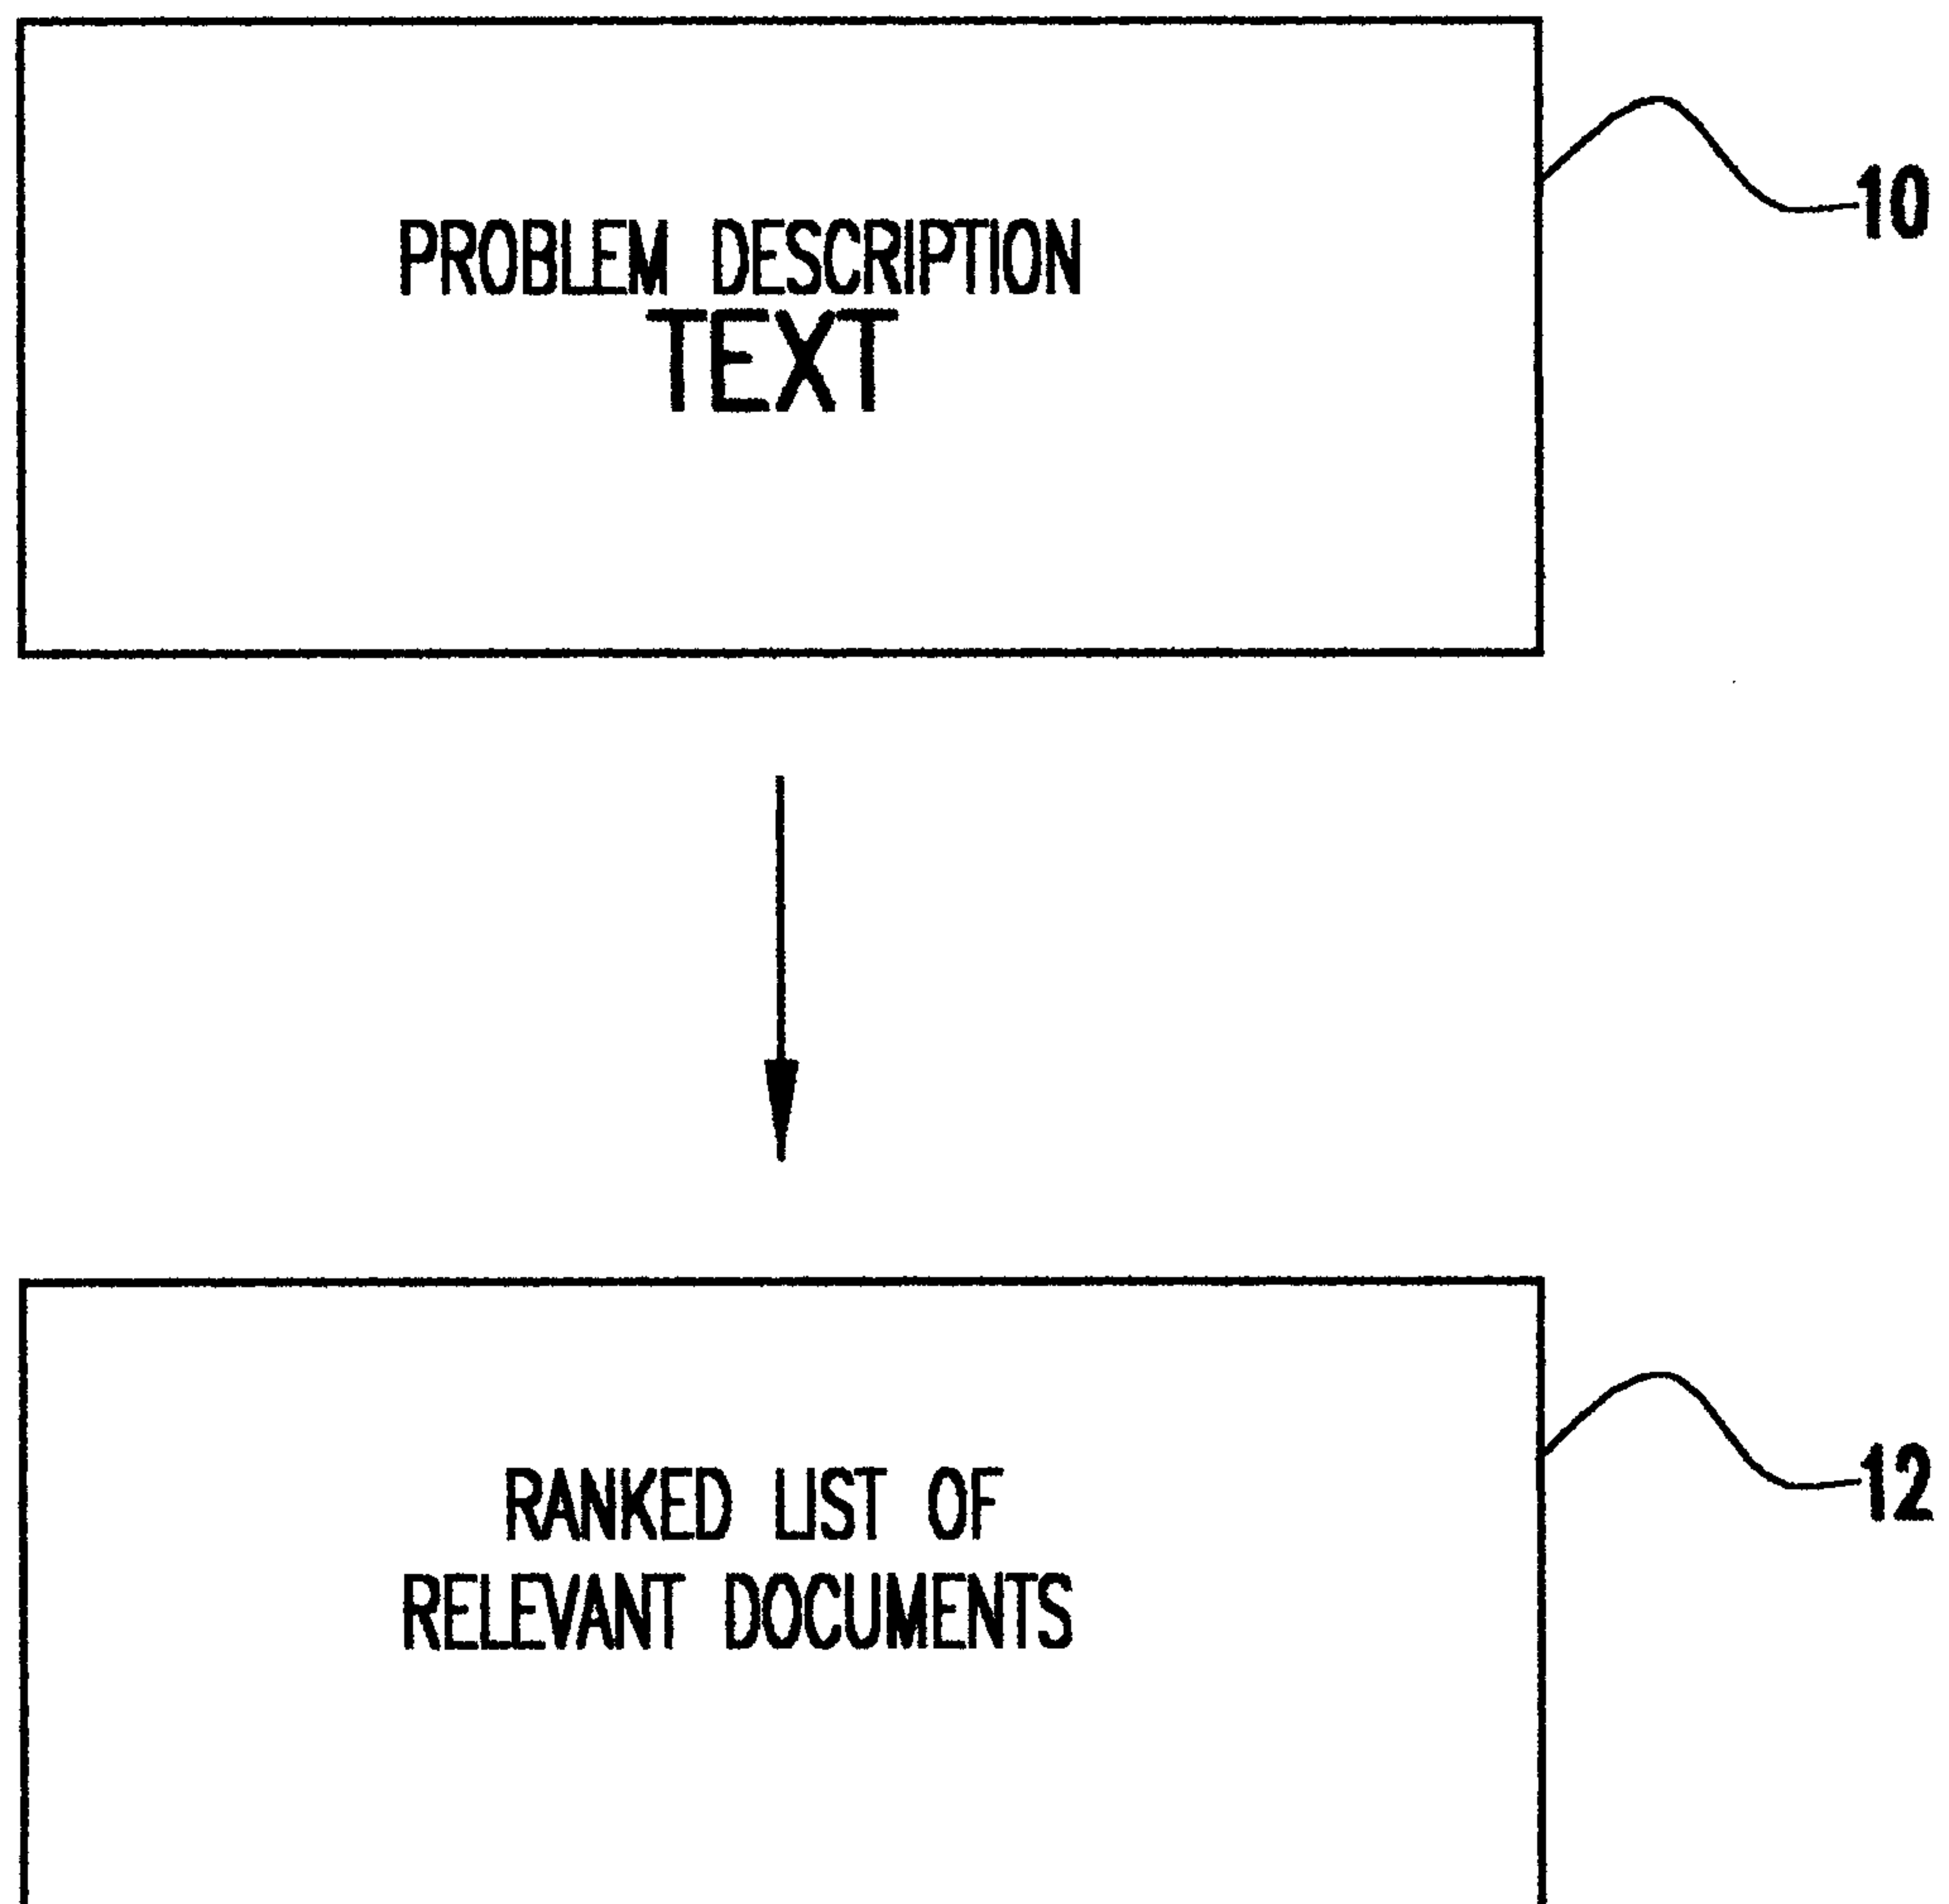 PROBLEM DESCRIPTION
TEXT
10
RANKED LIST OF
RELEVANT DOCUMENTS
12